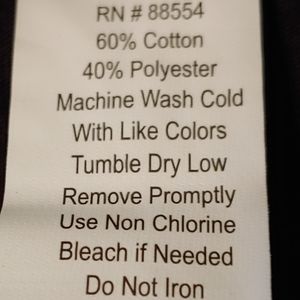 RN # 88554
60% Cotton
40% Polyester
Machine Wash Cold
With Like Colors
Tumble Dry Low
Remove Promptly
Use Non Chlorine
Bleach if Needed
Do Not Iron